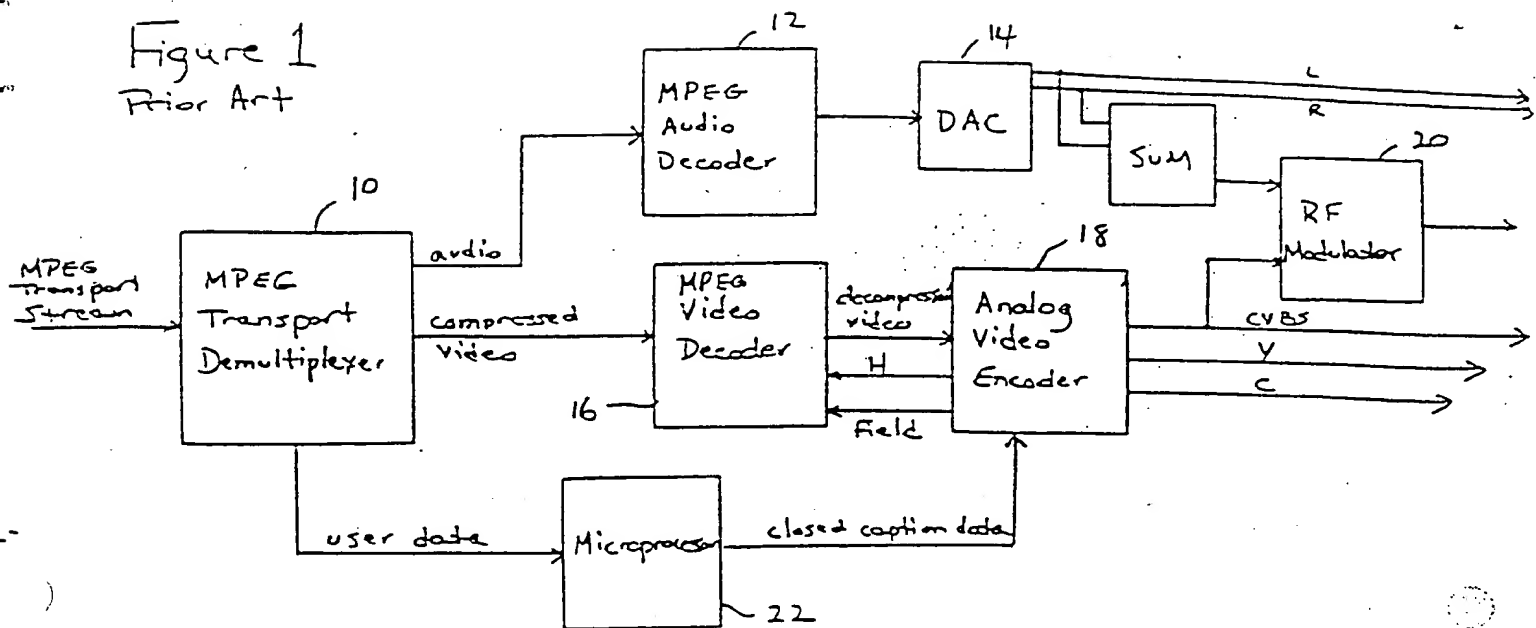 Figure 1
Prior Art
12
MPEG
Audio
Decoder
14
DAC
L
R
SUM
20
RF
Modulator
10
MPEG
Transport
Stream
MPEG
Transport
Demultiplexer
audio
compressed
video
MPEG
Video
Decoder
16
decompressed
video
H
Field
18
Analog
Video
Encoder
CVBS
Y
C
user data
Microprocessor
22
closed caption data